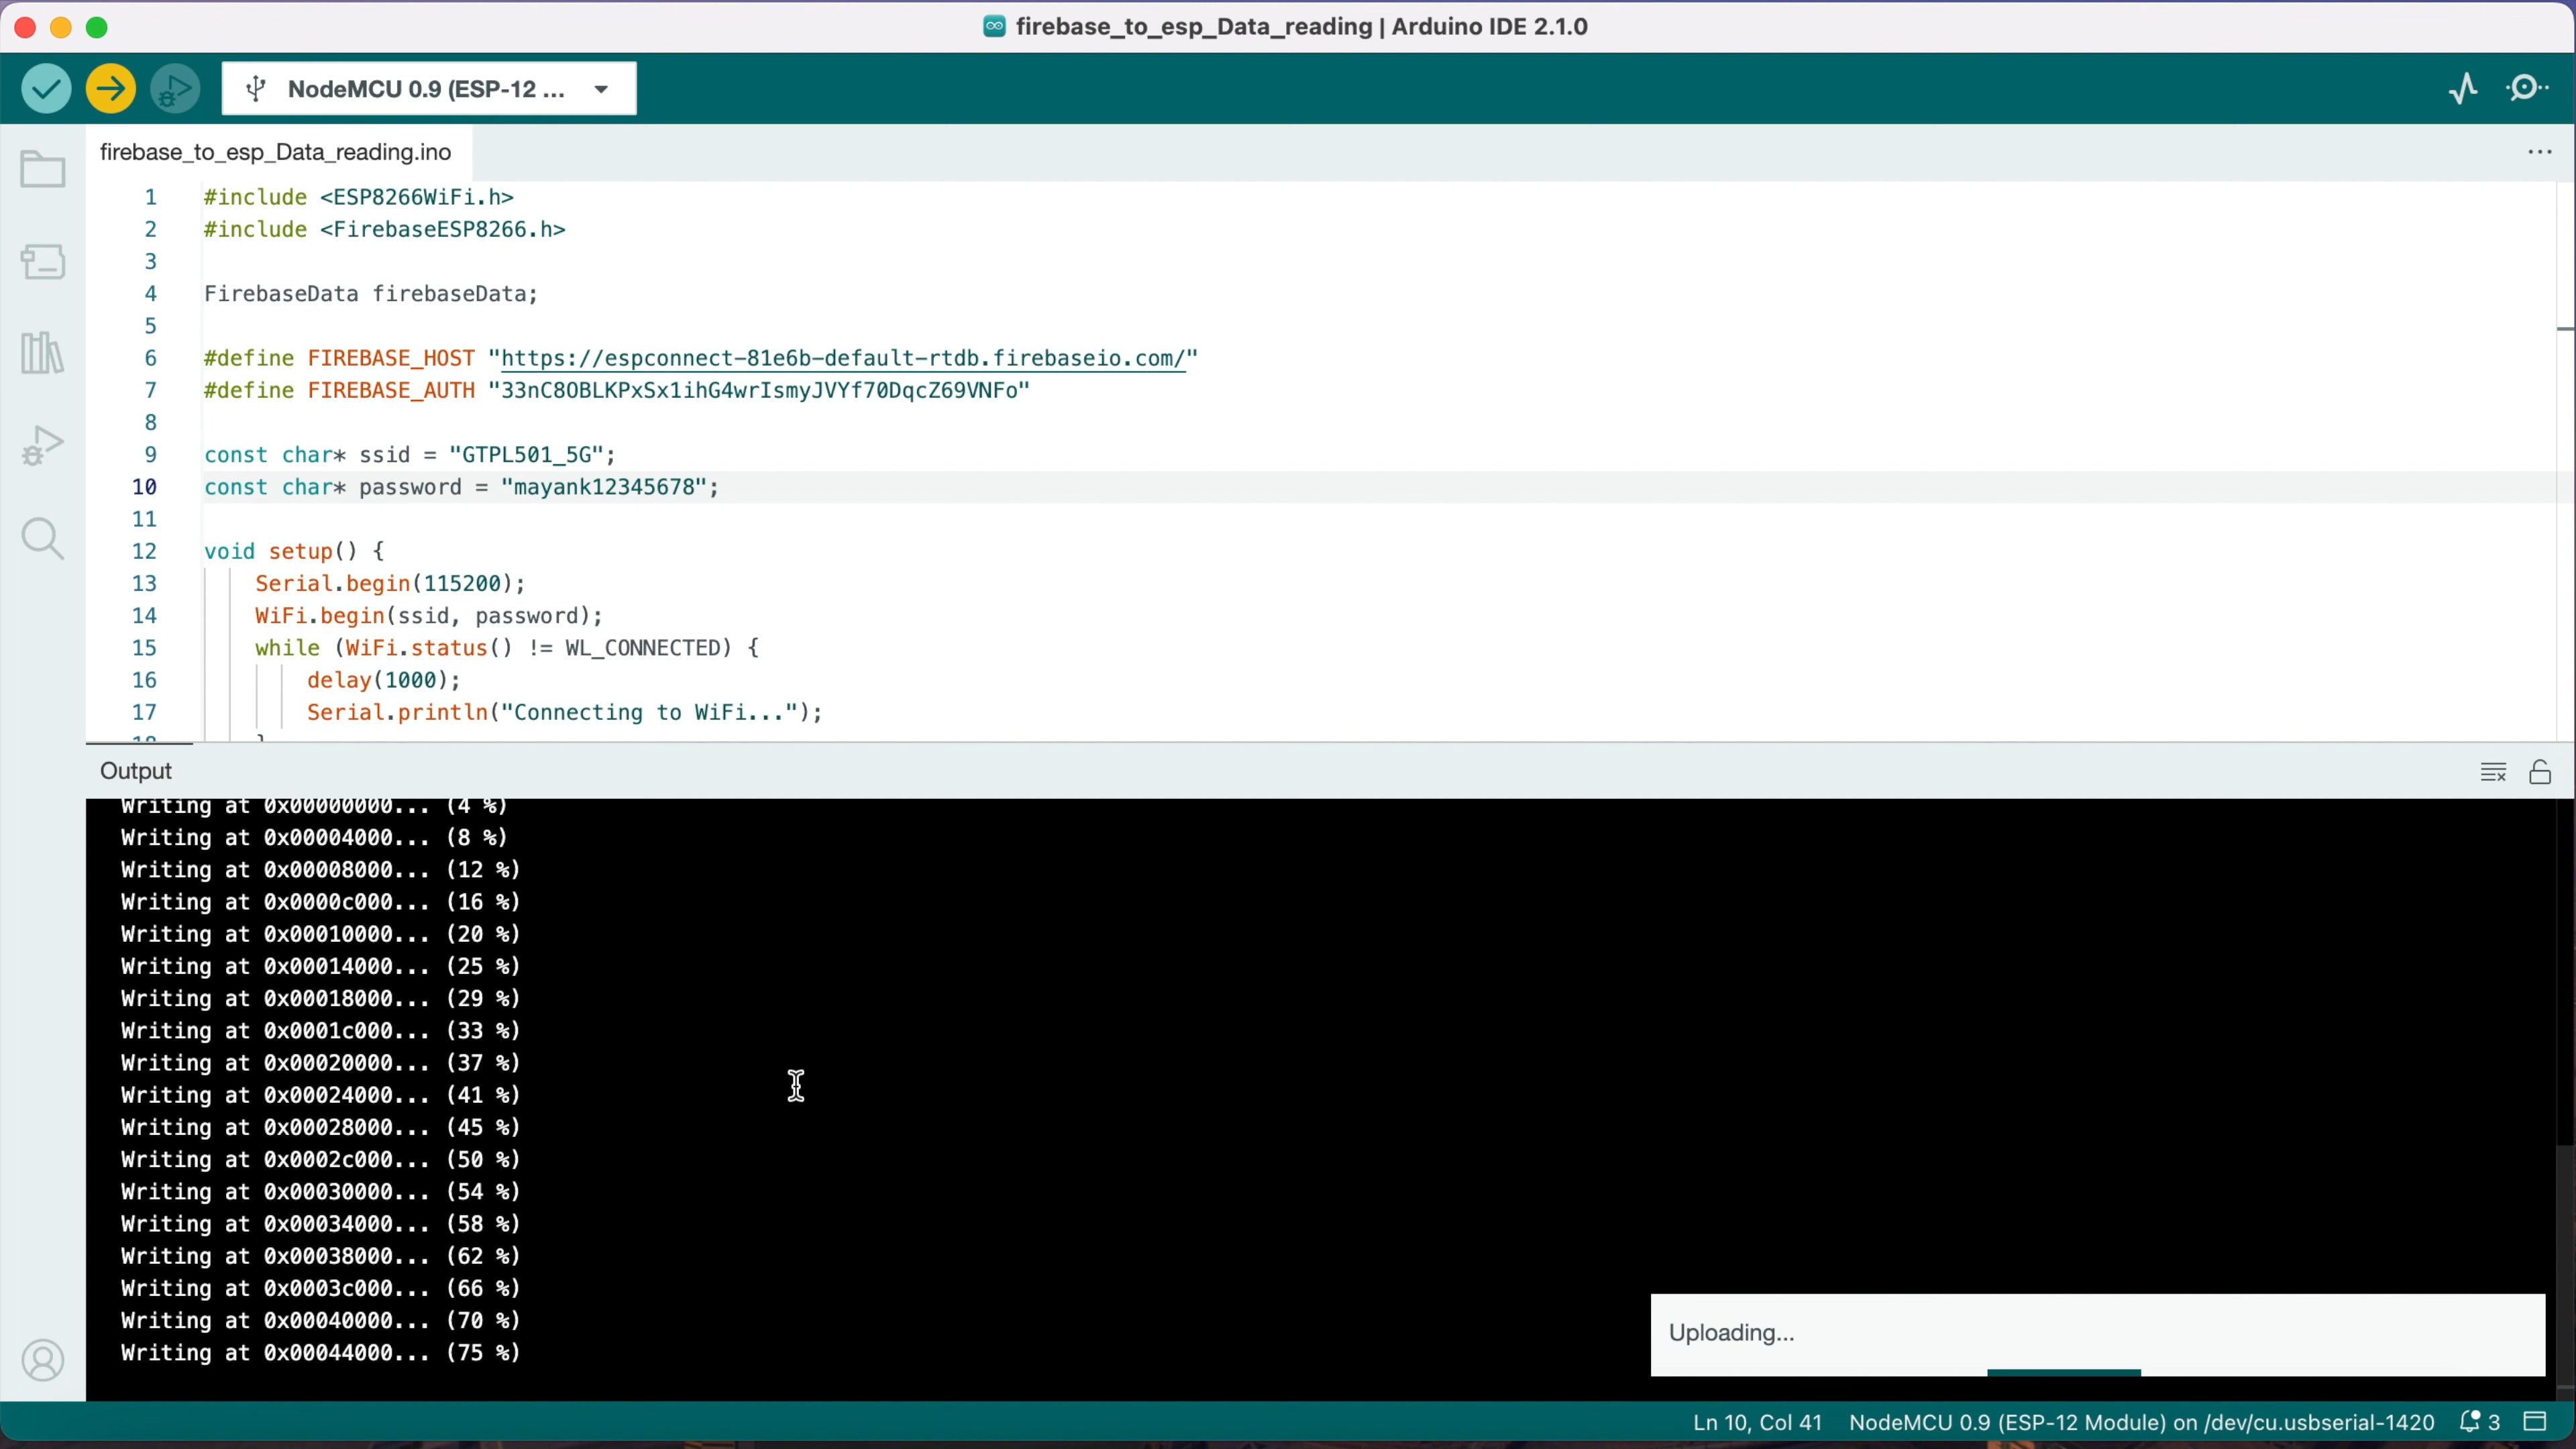 firebase_to_esp_Data_reading | Arduino IDE 2.1.0
NodeMCU 0.9 (ESP-12 ...
firebase_to_esp_Data_reading.ino
1 #include <ESP8266WiFi.h>
2 #include <FirebaseESP8266.h>
3
4 FirebaseData firebaseData;
5
6 #define FIREBASE_HOST "https://espconnect-81e6b-default-rtdb.firebaseio.com/"
7 #define FIREBASE_AUTH "33nC8OBLKPxSx1ihG4wrIsmyJVYf70DqcZ69VNFo"
8
9 const char* ssid = "GTPL501_5G";
10 const char* password = "mayank12345678";
11
12 void setup() {
13 Serial.begin(115200);
14 WiFi.begin(ssid, password);
15 while (WiFi.status() != WL_CONNECTED) {
16 delay(1000);
17 Serial.println("Connecting to WiFi...");
18 }
Output
Writing at 0x00000000... (4 %)
Writing at 0x00004000... (8 %)
Writing at 0x00008000... (12 %)
Writing at 0x0000c000... (16 %)
Writing at 0x00010000... (20 %)
Writing at 0x00014000... (25 %)
Writing at 0x00018000... (29 %)
Writing at 0x0001c000... (33 %)
Writing at 0x00020000... (37 %)
Writing at 0x00024000... (41 %)
Writing at 0x00028000... (45 %)
Writing at 0x0002c000... (50 %)
Writing at 0x00030000... (54 %)
Writing at 0x00034000... (58 %)
Writing at 0x00038000... (62 %)
Writing at 0x0003c000... (66 %)
Writing at 0x00040000... (70 %)
Writing at 0x00044000... (75 %)
Uploading...
Ln 10, Col 41 NodeMCU 0.9 (ESP-12 Module) on /dev/cu.usbserial-1420 3